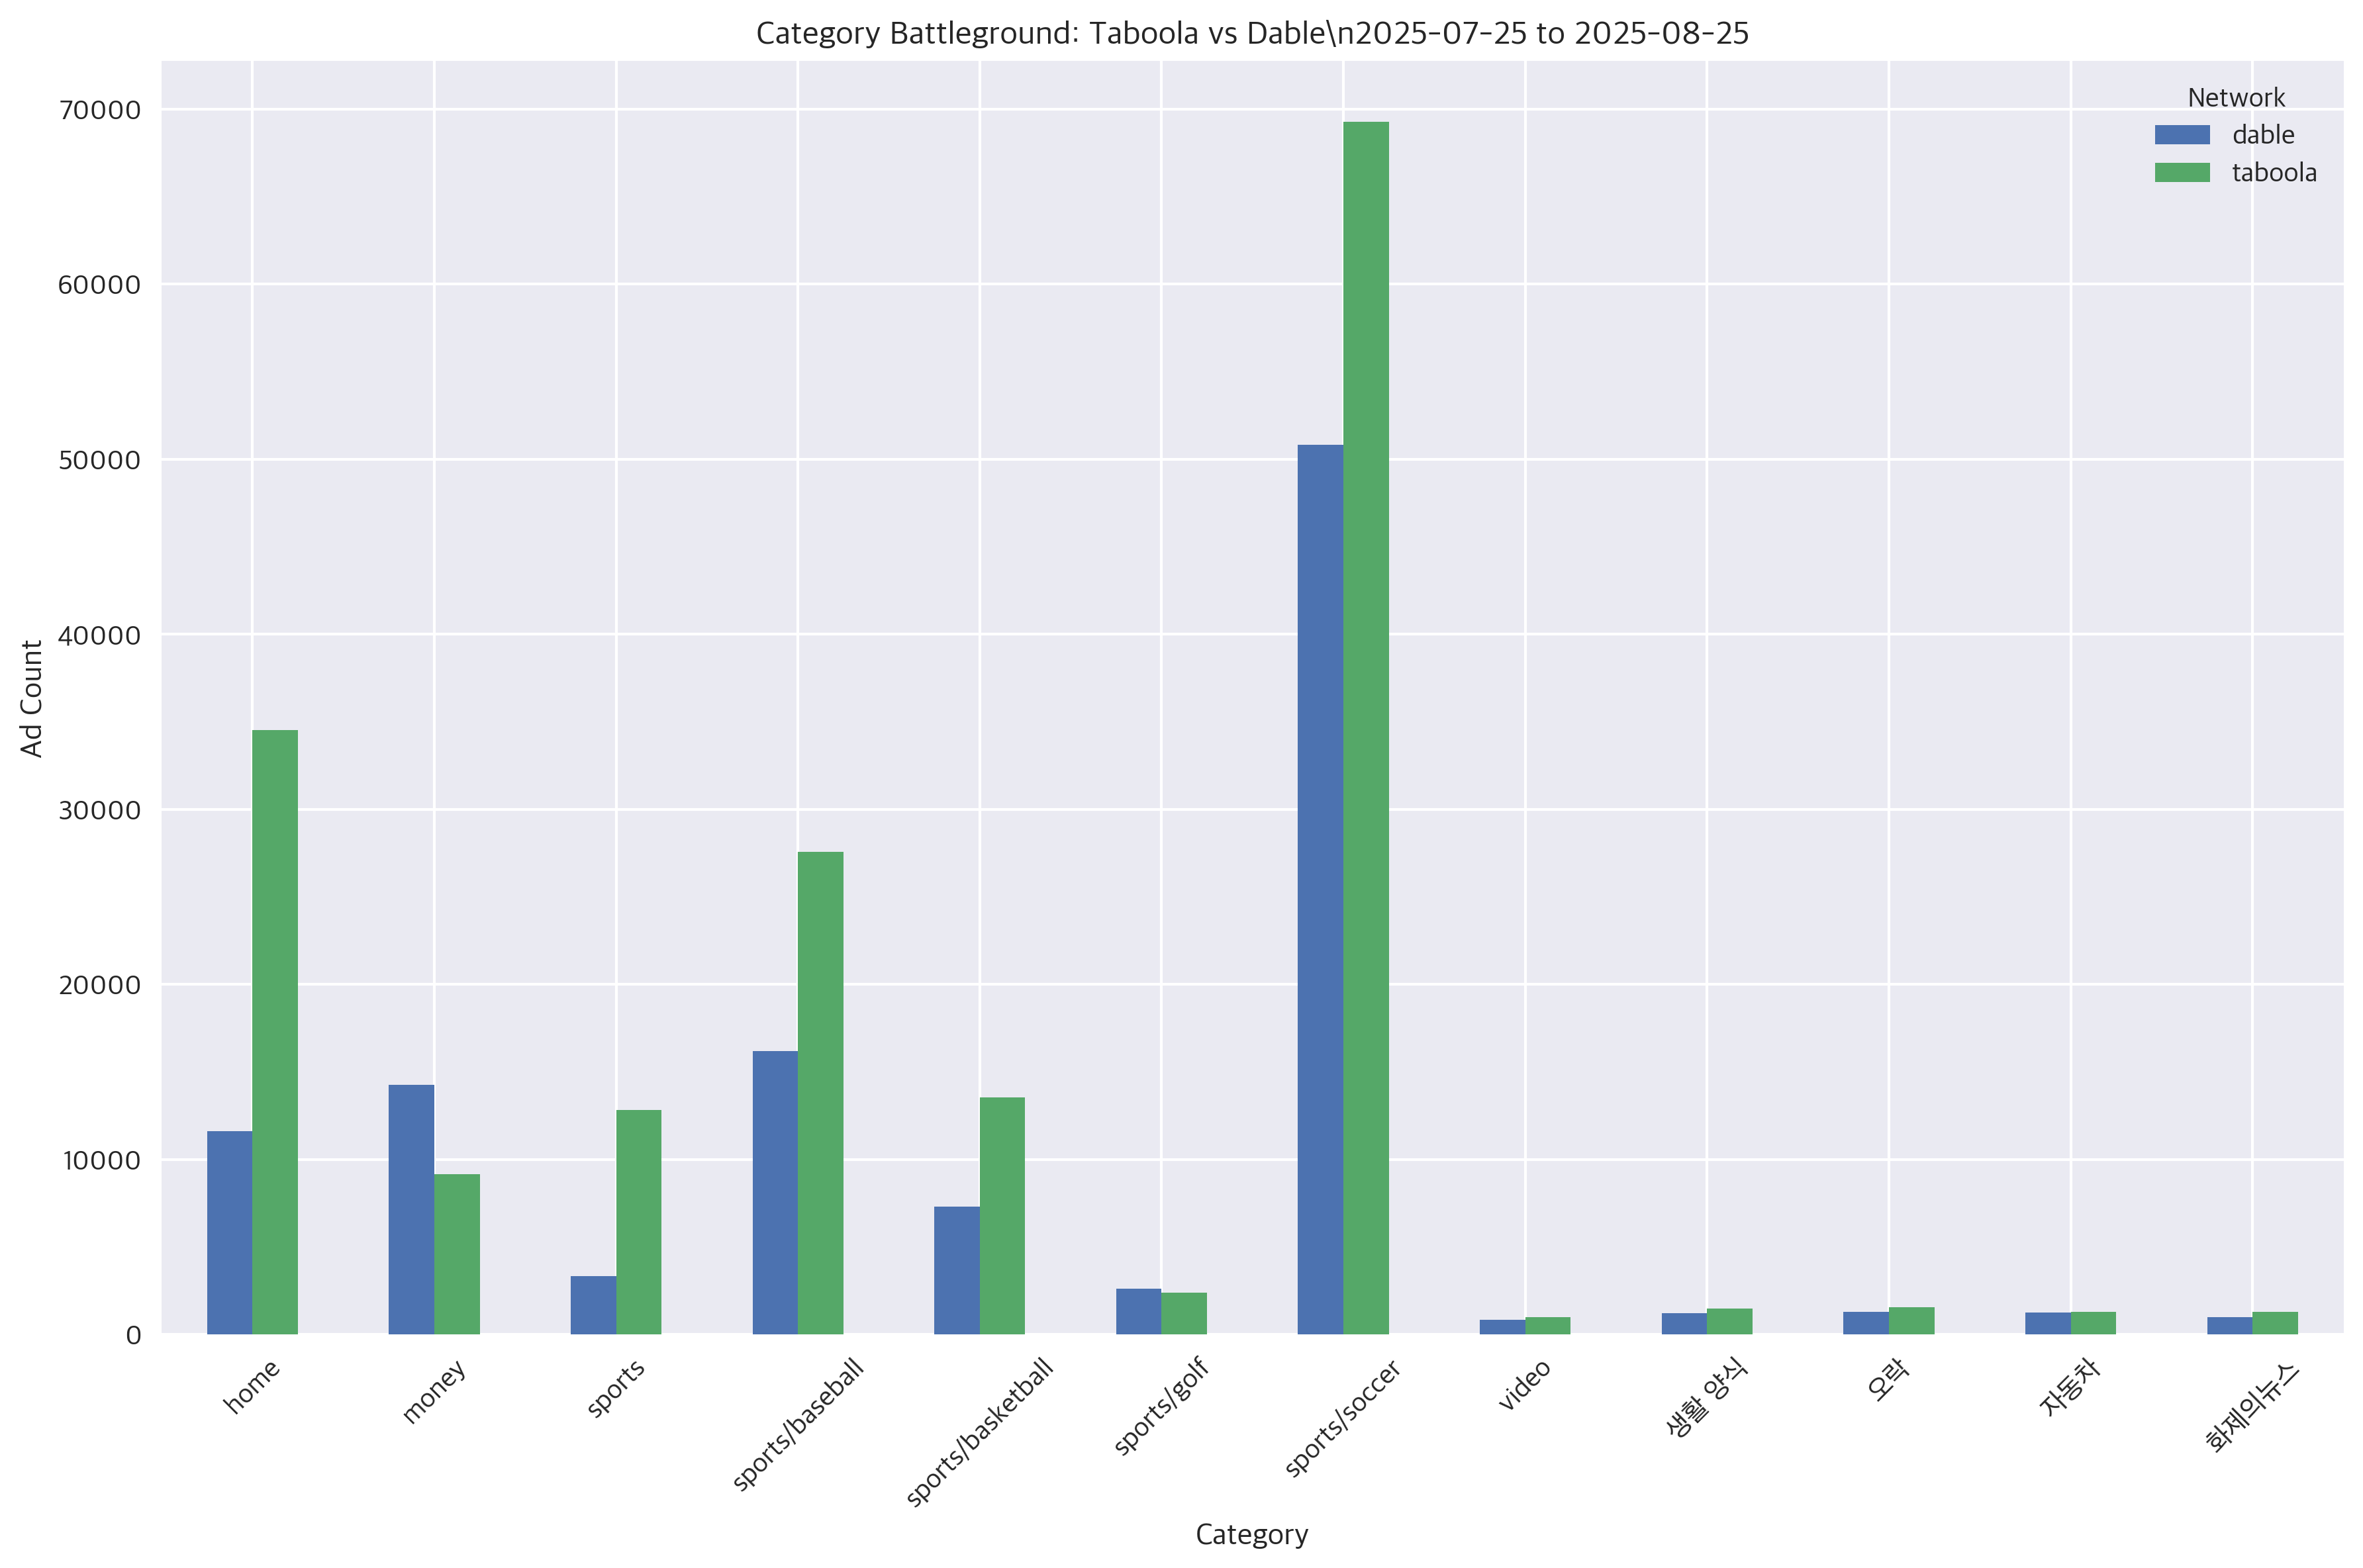 Category Battleground: Taboola vs Dable\n2025-07-25 to 2025-08-25
Network
dable
taboola
Ad Count
70000
60000
50000
40000
30000
20000
10000
0
home
money
sports
sports/baseball
sports/basketball
sports/golf
sports/soccer
video
생활 양식
오락
자동차
화제의뉴스
Category